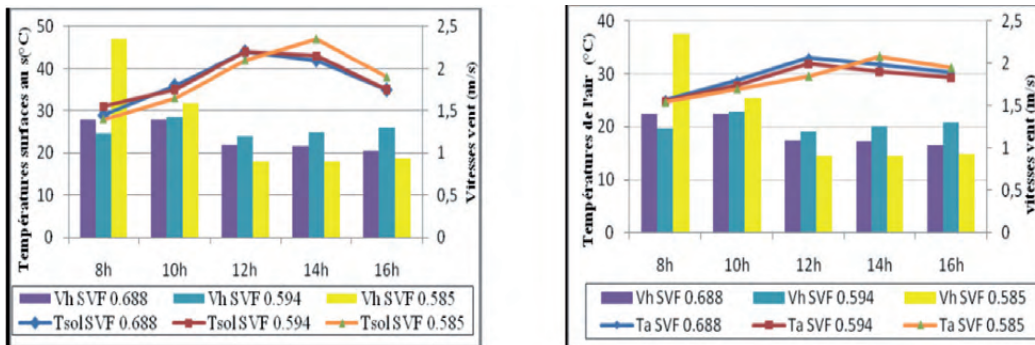 Températures surfaces au s(°C)
50
40
30
20
10
0
2,5
2
1,5
1
0,5
0
Vitesses vent (m/s)
8h 10h 12h 14h 16h
Vh SVF 0.688 Vh SVF 0.594 Vh SVF 0.585
Tsol SVF 0.688 Tsol SVF 0.594 Tsol SVF 0.585
Températures de l'air (°C)
40
30
20
10
0
2,5
2
1,5
1
0,5
0
vitesses vent (m/s)
8h 10h 12h 14h 16h
Vh SVF 0.688 Vh SVF 0.594 Vh SVF 0.585
Ta SVF 0.688 Ta SVF 0.594 Ta SVF 0.585